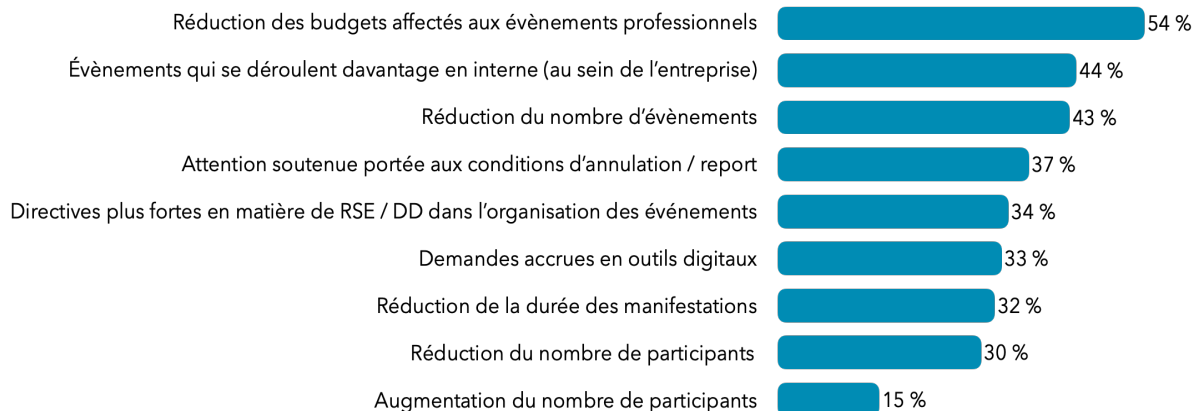 Réduction des budgets affectés aux évènements professionnels 54 %
Évènements qui se déroulent davantage en interne (au sein de l’entreprise) 44 %
Réduction du nombre d’évènements 43 %
Attention soutenue portée aux conditions d’annulation / report 37 %
Directives plus fortes en matière de RSE / DD dans l’organisation des événements 34 %
Demandes accrues en outils digitaux 33 %
Réduction de la durée des manifestations 32 %
Réduction du nombre de participants 30 %
Augmentation du nombre de participants 15 %